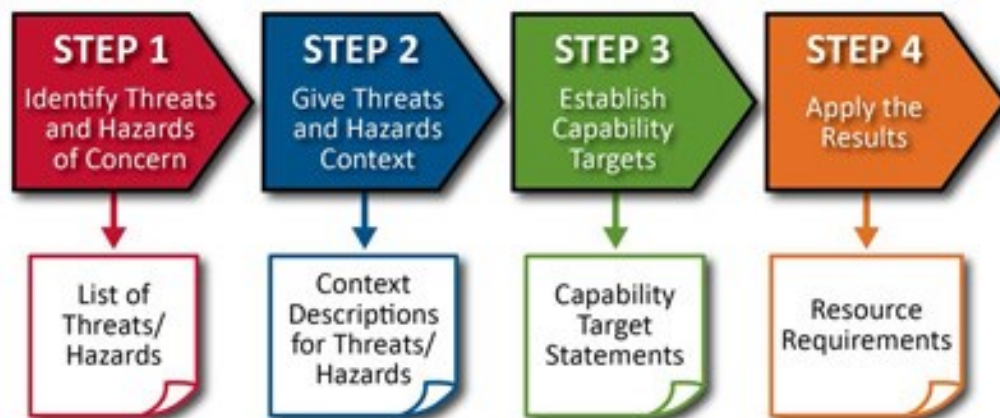 STEP 1
Identify Threats
and Hazards
of Concern
STEP 2
Give Threats
and Hazards
Context
STEP 3
Establish
Capability
Targets
STEP 4
Apply the
Results
List of
Threats/
Hazards
Context
Descriptions
for Threats/
Hazards
Capability
Target
Statements
Resource
Requirements